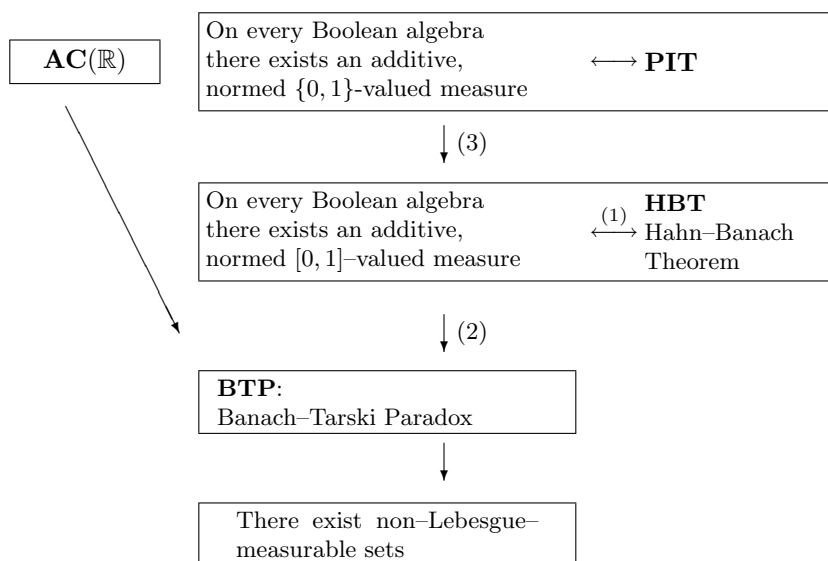 AC(ℝ)
On every Boolean algebra
there exists an additive,
normed {0, 1}-valued measure
⟷ PIT
(3)
On every Boolean algebra
there exists an additive,
normed [0, 1]–valued measure
(1)
⟷
HBT
Hahn–Banach
Theorem
(2)
BTP:
Banach–Tarski Paradox
There exist non–Lebesgue–
measurable sets